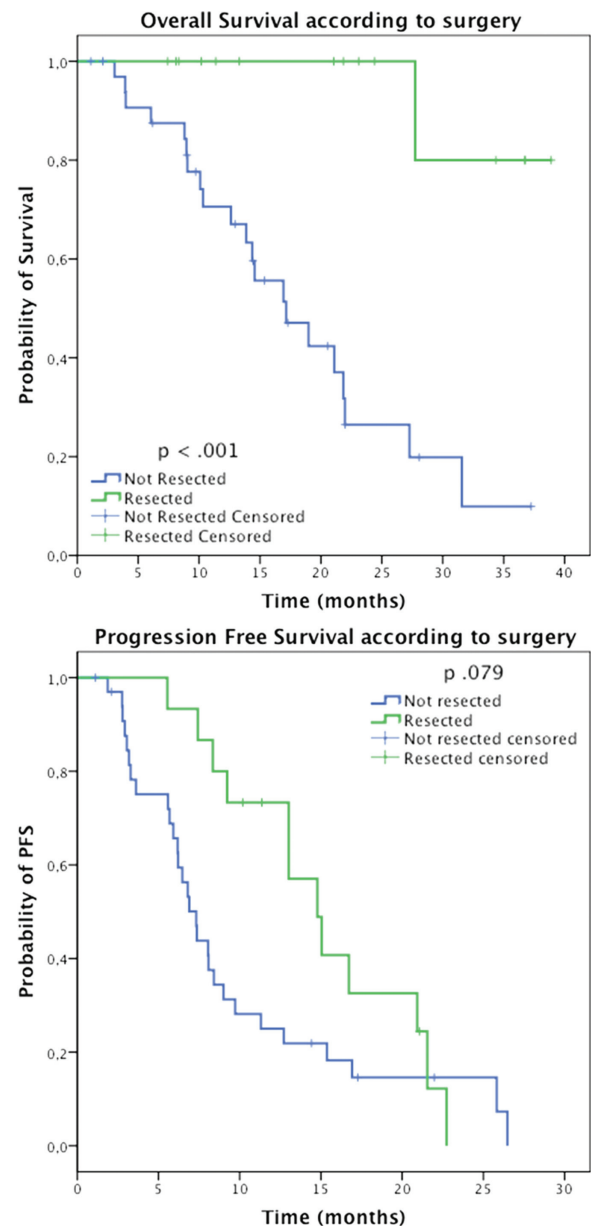 Overall Survival according to surgery
1,0
0,8
0,6
0,4
0,2
0,0
Probability of Survival
p < .001
Not Resected
Resected
Not Resected Censored
Resected Censored
0 5 10 15 20 25 30 35 40
Time (months)
Progression Free Survival according to surgery
1,0
0,8
0,6
0,4
0,2
0,0
Probability of PFS
p .079
Not resected
Resected
Not resected censored
Resected censored
0 5 10 15 20 25 30
Time (months)